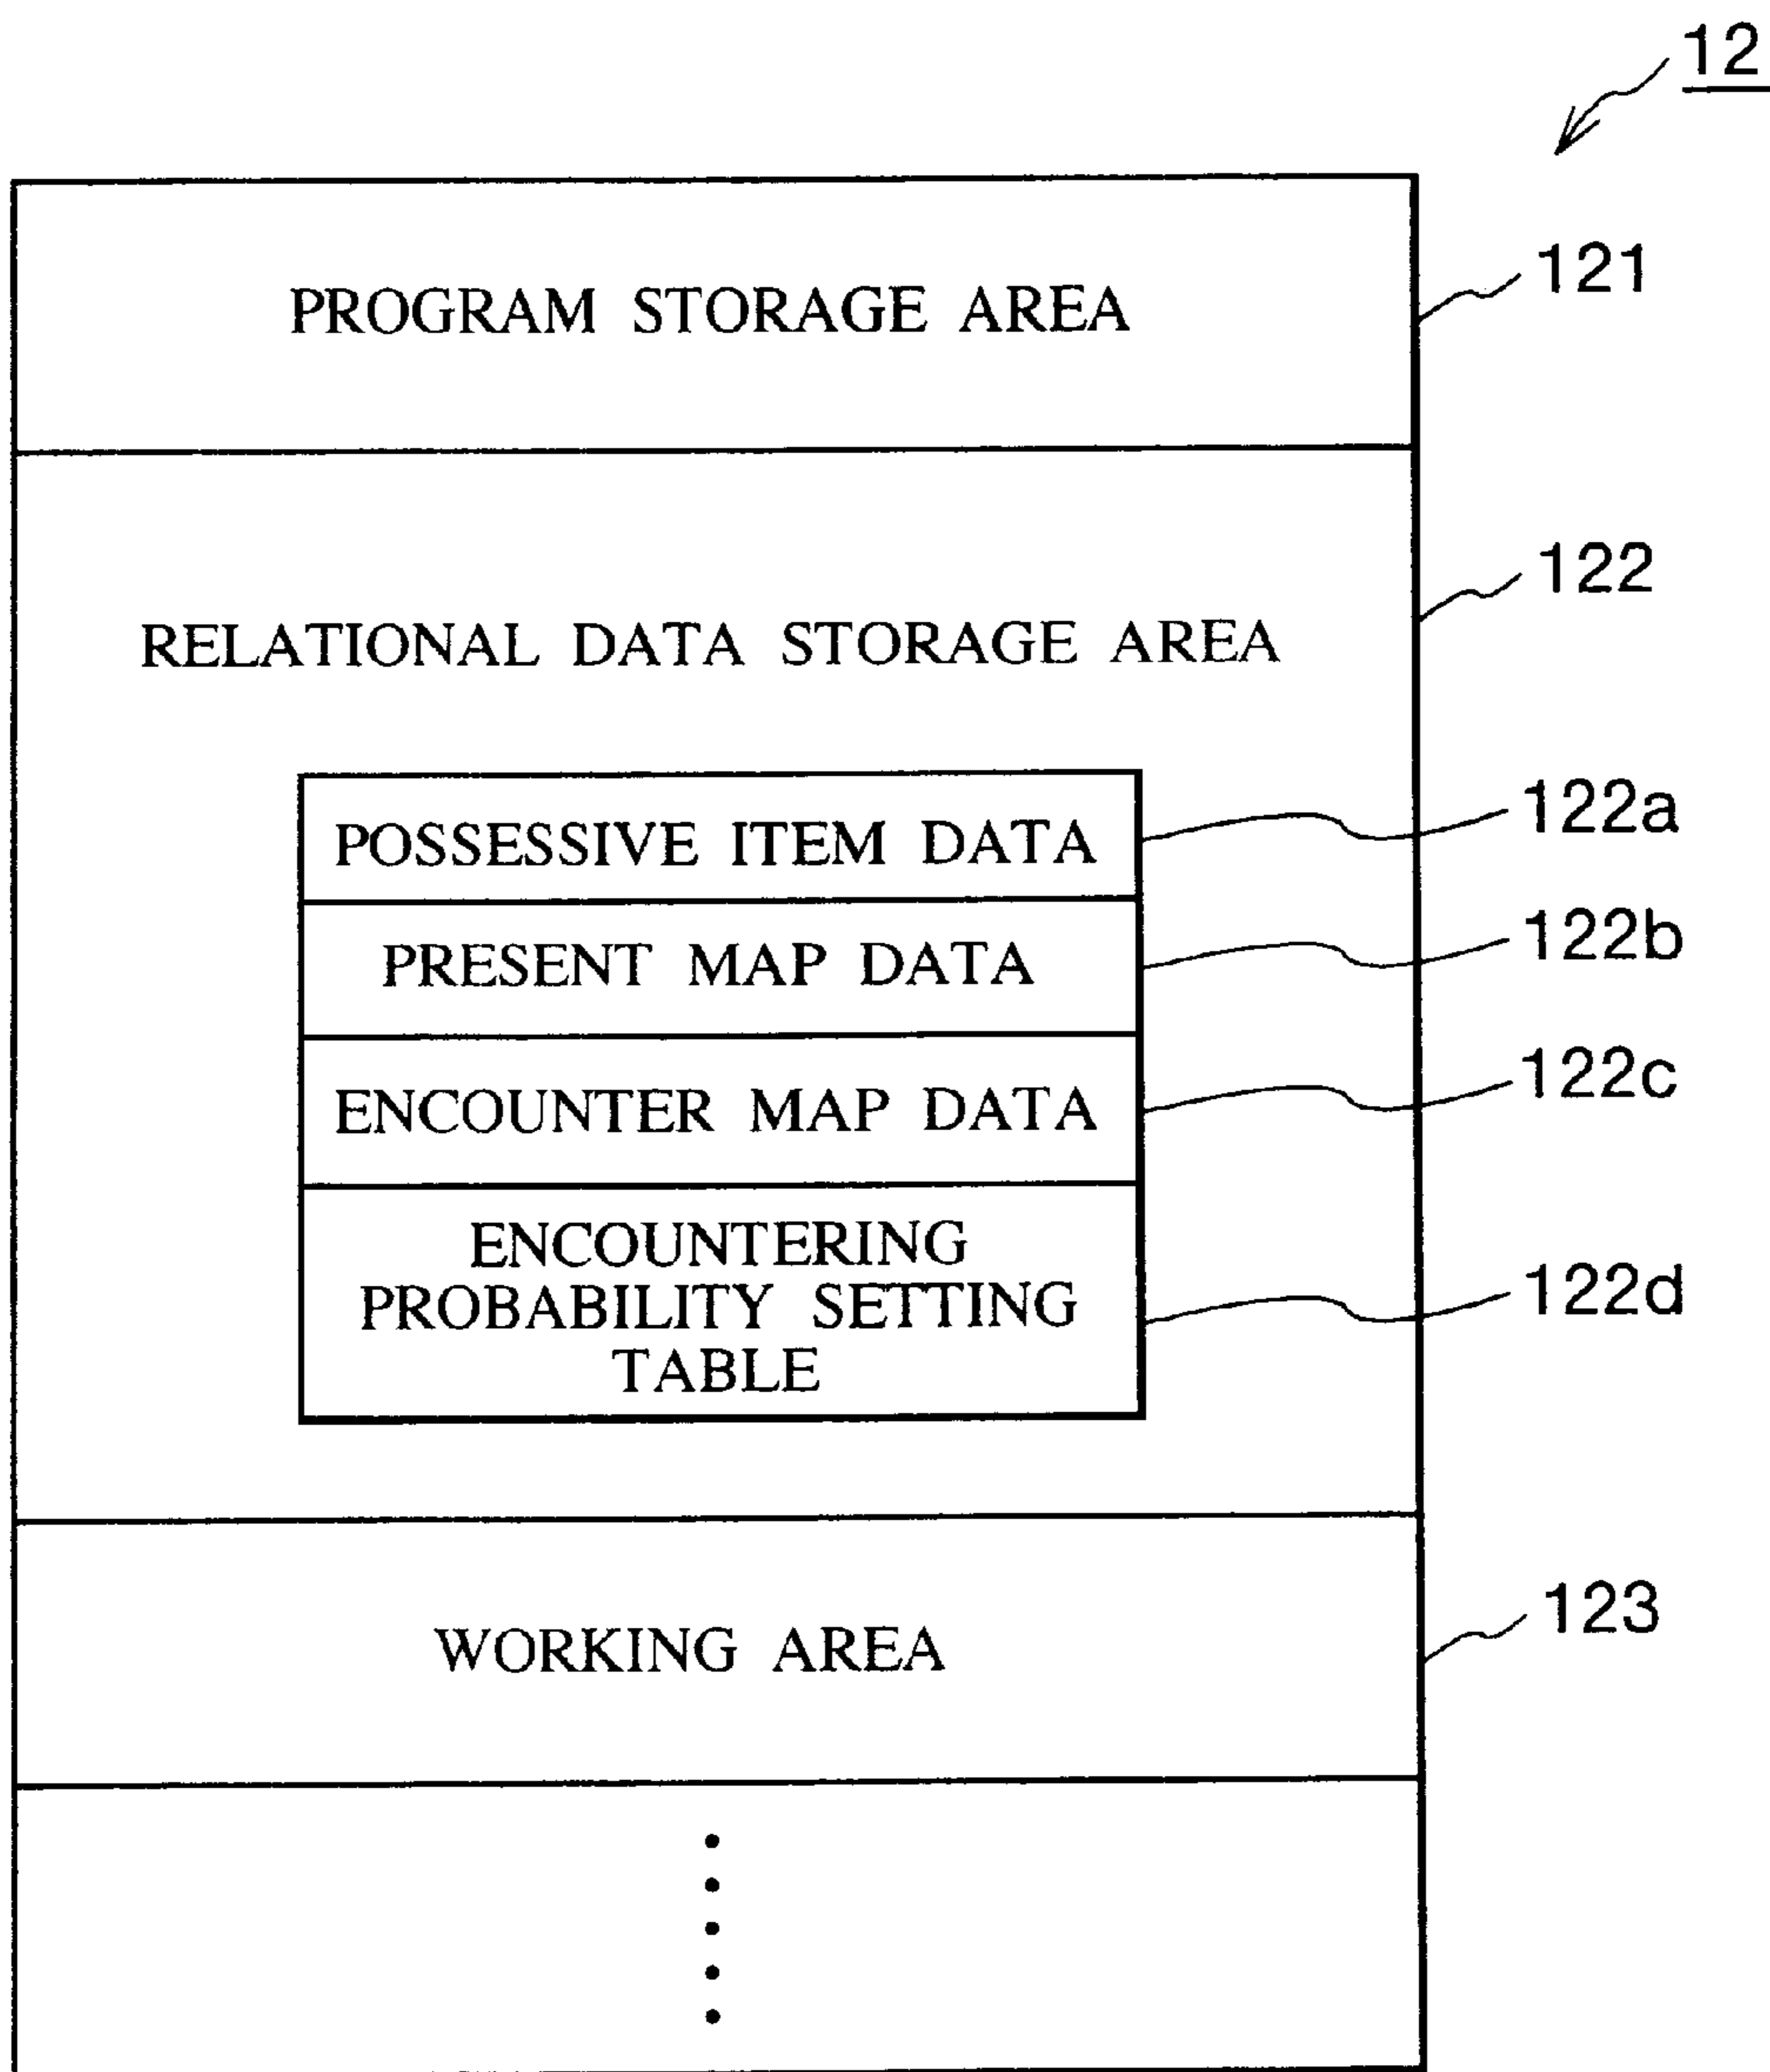 12
PROGRAM STORAGE AREA
121
RELATIONAL DATA STORAGE AREA
122
POSSESSIVE ITEM DATA
122a
PRESENT MAP DATA
122b
ENCOUNTER MAP DATA
122c
ENCOUNTERING
PROBABILITY SETTING
TABLE
122d
WORKING AREA
123